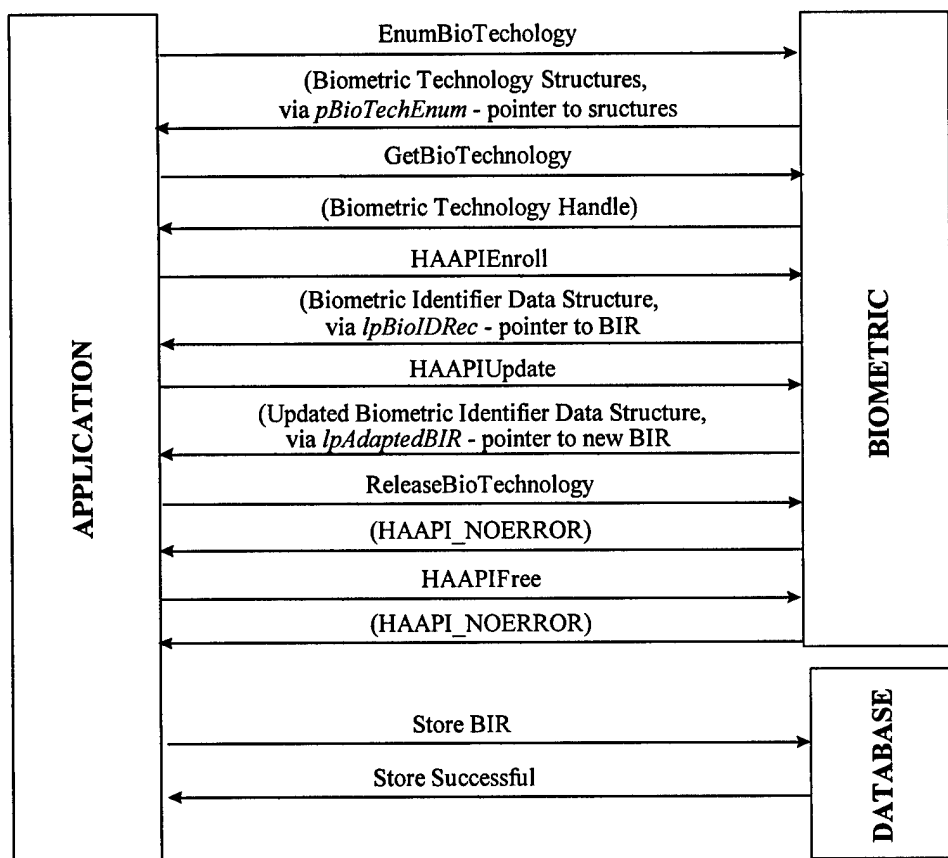 EnumBioTechology
(Biometric Technology Structures,
via pBioTechEnum - pointer to sructures
GetBioTechnology
(Biometric Technology Handle)
HAAPIEnroll
(Biometric Identifier Data Structure,
via lpBioIDRec - pointer to BIR
HAAPIUpdate
(Updated Biometric Identifier Data Structure,
via lpAdaptedBIR - pointer to new BIR
ReleaseBioTechnology
(HAAPI_NOERROR)
HAAPIFree
(HAAPI_NOERROR)
Store BIR
Store Successful
APPLICATION
BIOMETRIC
DATABASE